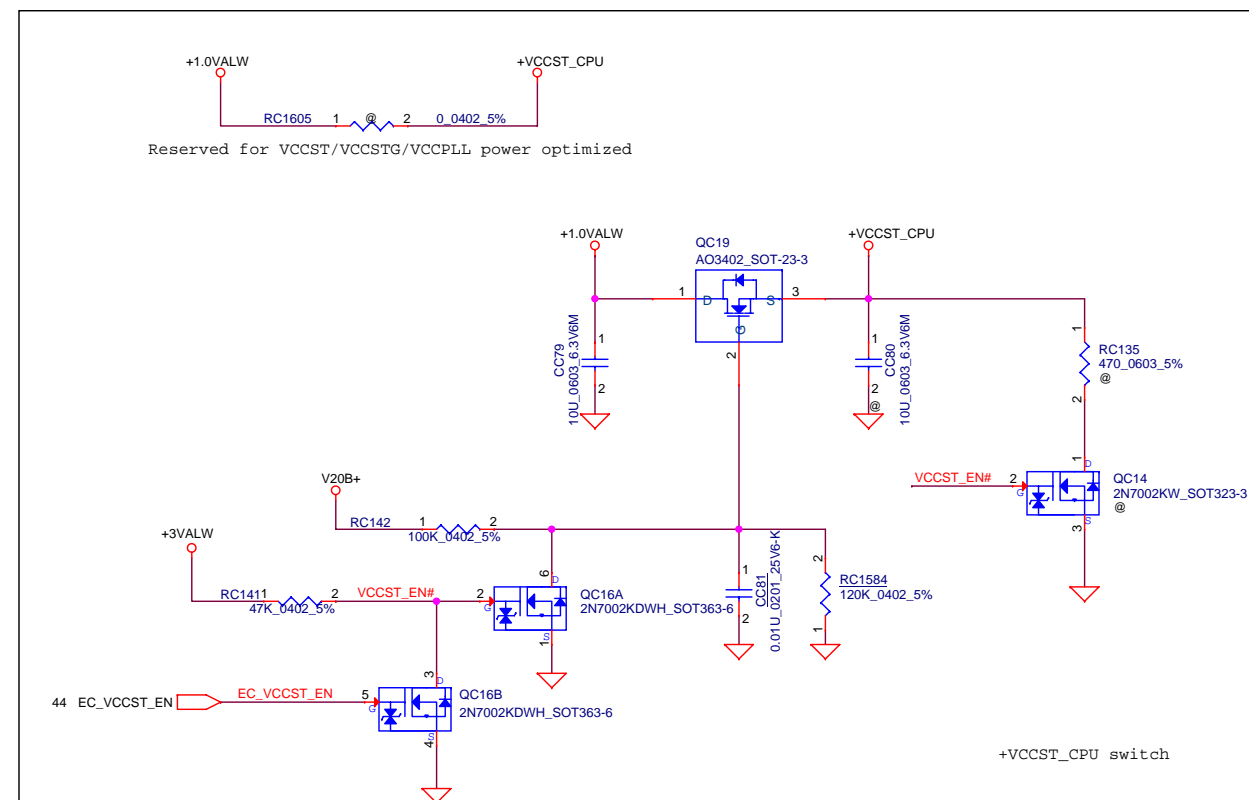 +1.0VALW
+VCCST_CPU
RC1605 1 @ 2 0_0402_5%
Reserved for VCCST/VCCSTG/VCCPLL power optimized
+1.0VALW
QC19
AO3402_SOT-23-3
+VCCST_CPU
1 D S 3
G
2
CC79
10U_0603_6.3V6M
1
2
CC80
10U_0603_6.3V6M
1
2
@
1
RC135
470_0603_5%
@
2
VCCST_EN# 2 G
1
D
S
3
QC14
2N7002KW_SOT323-3
@
V20B+
RC142 1 2
100K_0402_5%
+3VALW
RC141 1 2
47K_0402_5%
VCCST_EN# 2 G
6
D
S
1
QC16A
2N7002KDWH_SOT363-6
1
2
CC81
0.01U_0201_25V6-K
2
RC1584
120K_0402_5%
1
44 EC_VCCST_EN EC_VCCST_EN 5 G
3
D
S
4
QC16B
2N7002KDWH_SOT363-6
+VCCST_CPU switch